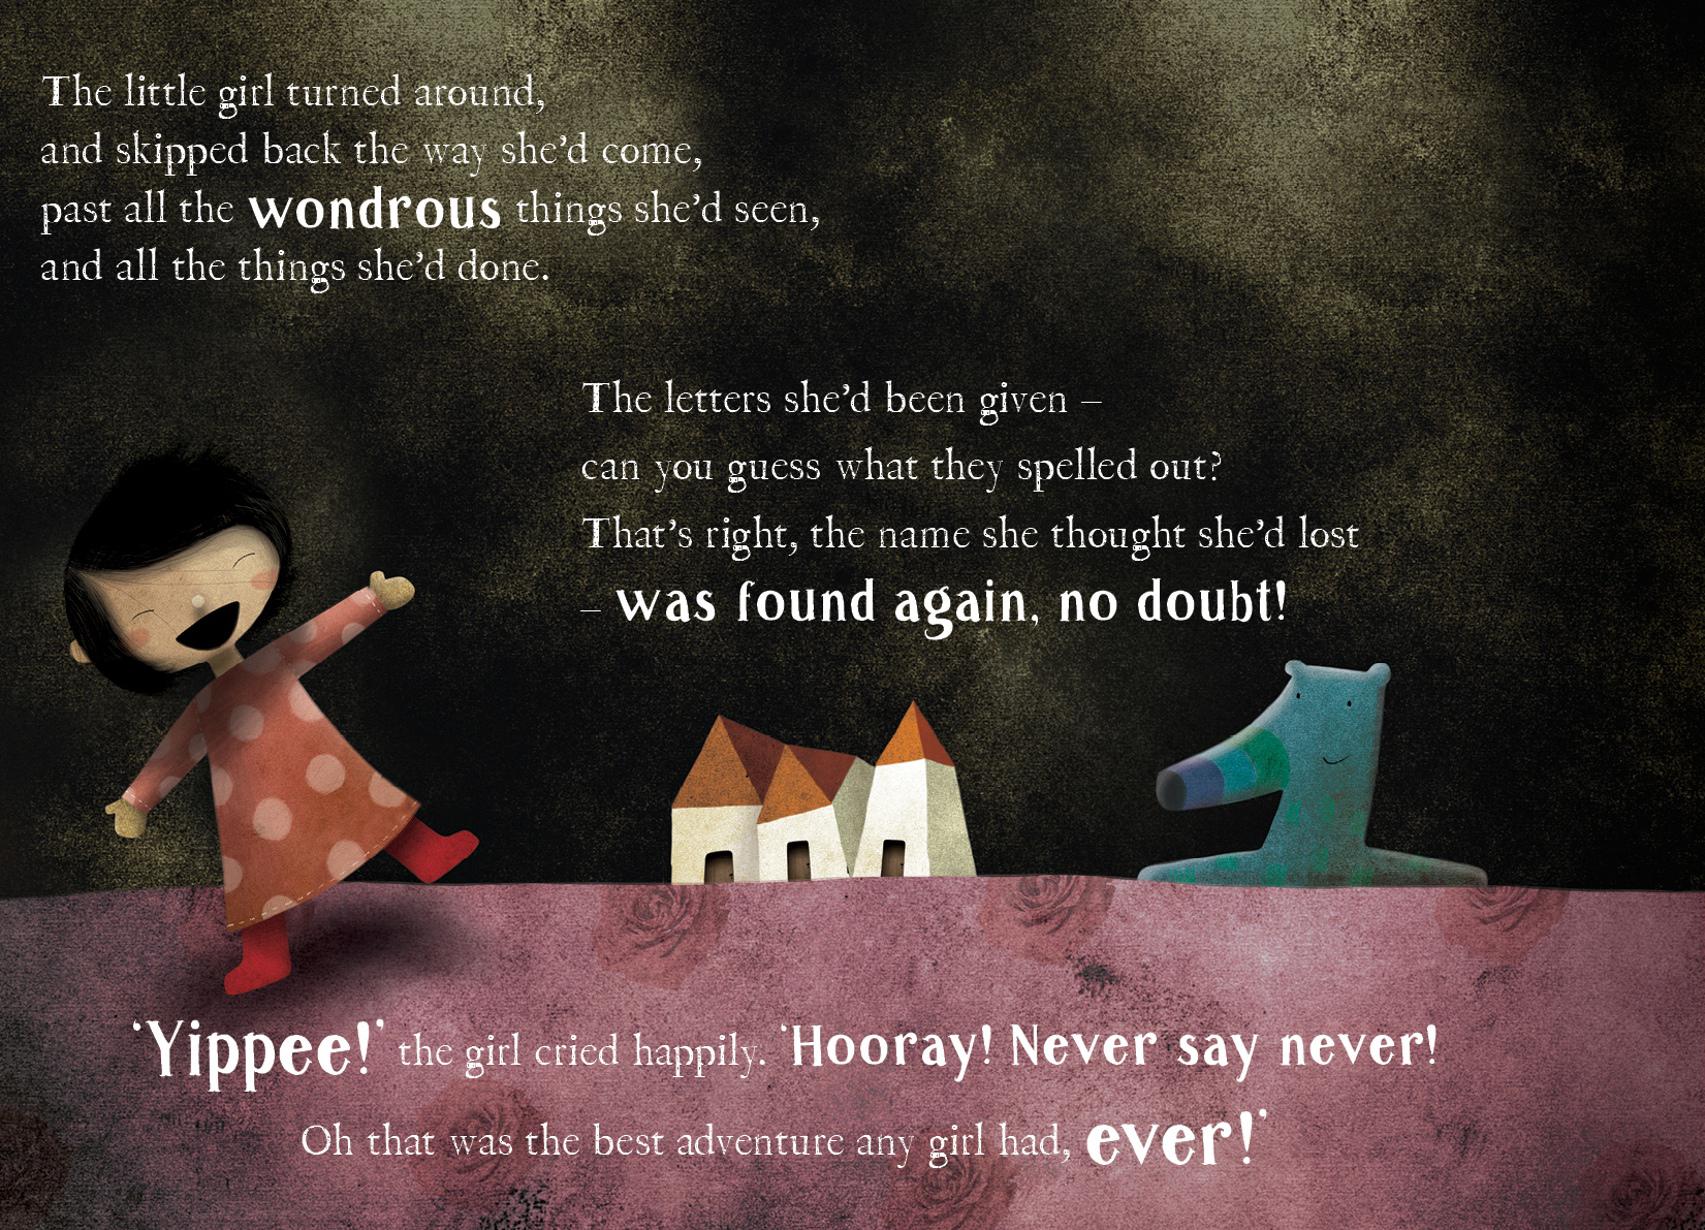 The little girl turned around,
and skipped back the way she’d come,
past all the wondrous things she’d seen,
and all the things she’d done.
The letters she’d been given –
can you guess what they spelled out?
That’s right, the name she thought she’d lost
– was found again, no doubt!
‘Yippee!’ the girl cried happily. ‘Hooray! Never say never!
Oh that was the best adventure any girl had, ever!’